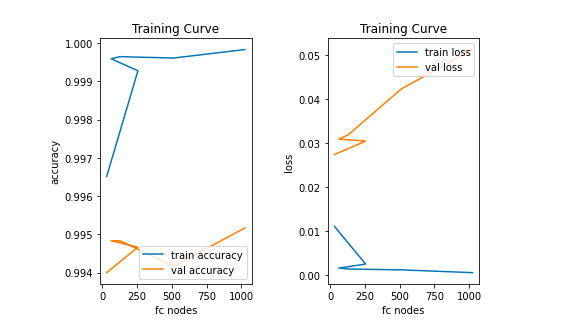 Training Curve
1.000
0.999
0.998
0.997
0.996
0.995
0.994
accuracy
train accuracy
val accuracy
0 250 500 750 1000
fc nodes
Training Curve
0.05
0.04
0.03
0.02
0.01
0.00
loss
train loss
val loss
0 250 500 750 1000
fc nodes